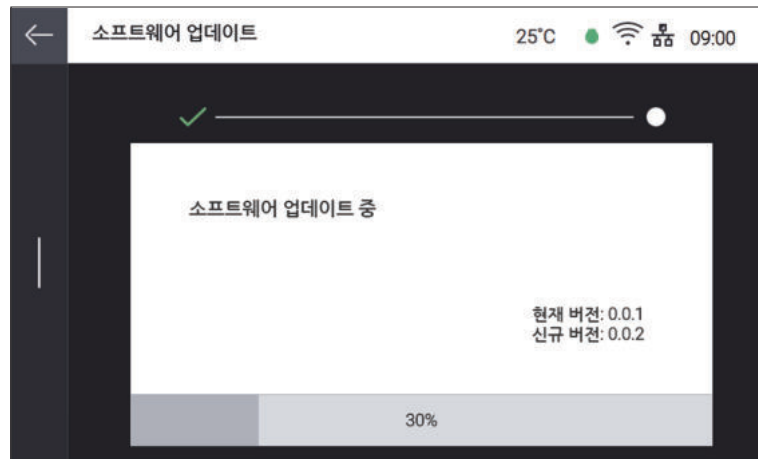 소프트웨어 업데이트 25°C 09:00
소프트웨어 업데이트 중
현재 버전: 0.0.1
신규 버전: 0.0.2
30%